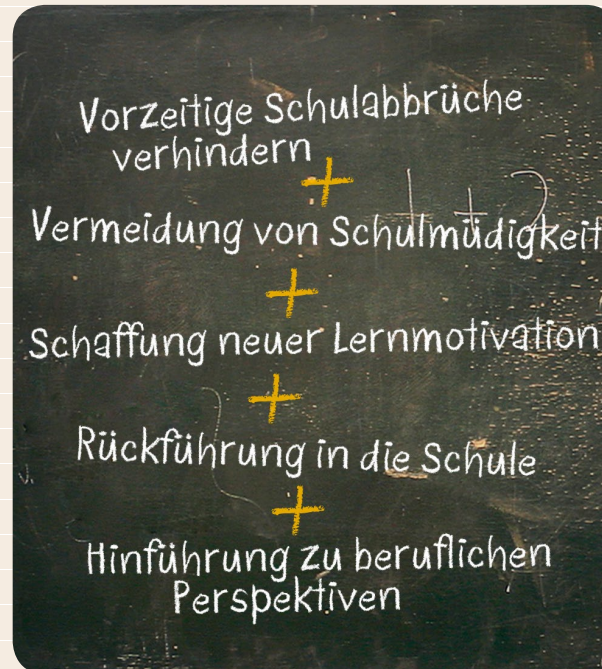 Vorzeitige Schulabbrüche
verhindern
+
Vermeidung von Schulmüdigkeit
+
Schaffung neuer Lernmotivation
+
Rückführung in die Schule
+
Hinführung zu beruflichen
Perspektiven